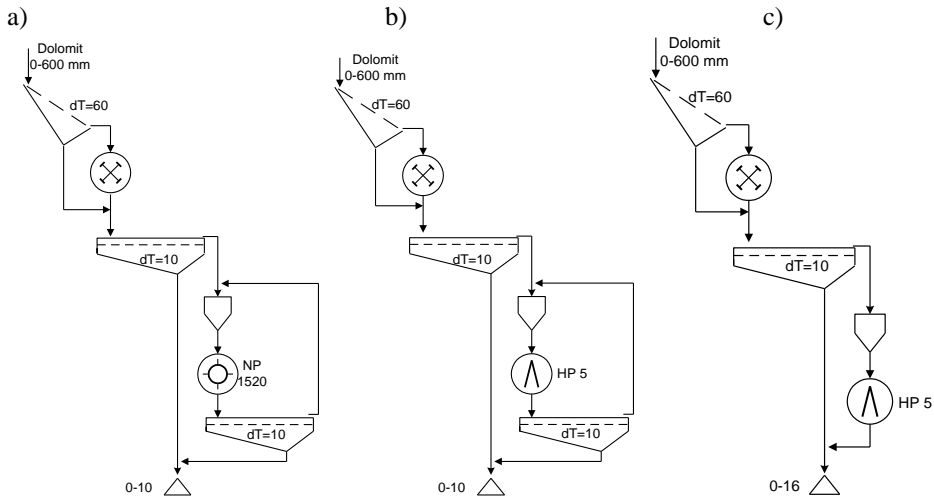 a)
Dolomit
0-600 mm
dT=60
dT=10
NP
1520
dT=10
0-10
b)
Dolomit
0-600 mm
dT=60
dT=10
HP 5
dT=10
0-10
c)
Dolomit
0-600 mm
dT=60
dT=10
HP 5
0-16